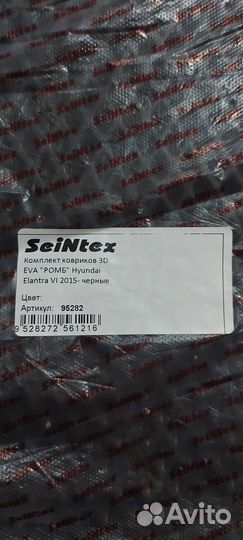 SeiNtex
Комплект ковриков 3D
EVA "РОМБ" Hyundai
Elantra VI 2015- черные
Цвет:
Артикул: 95282
9 528272 561216
Avito